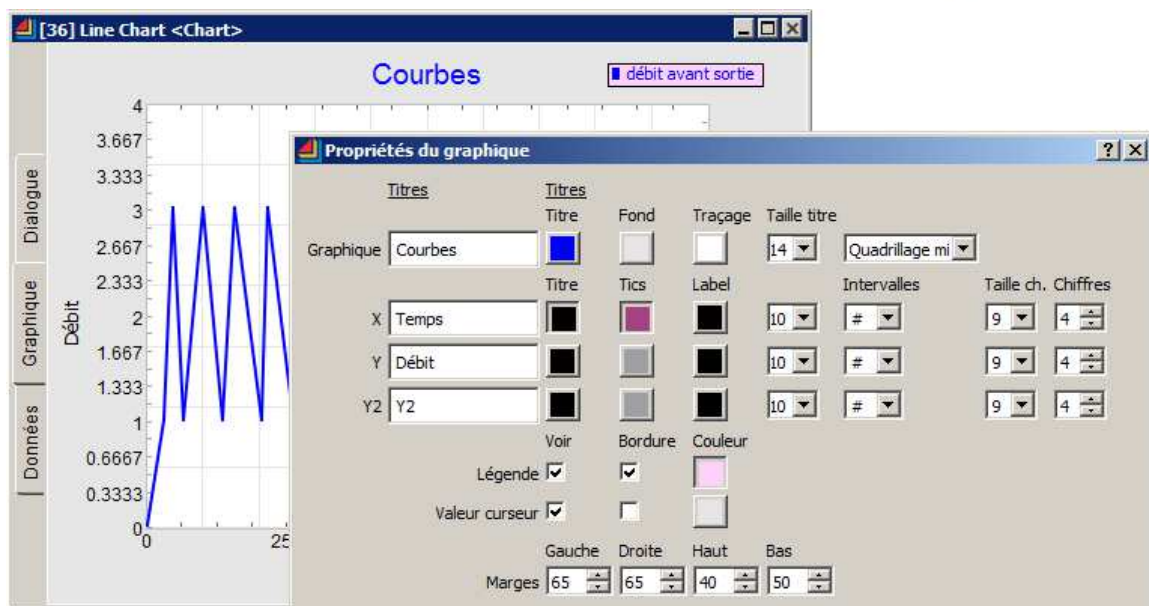 [36] Line Chart <Chart>
Courbes
débit avant sortie
4
3.667
3.333
3
2.667
2.333
2
1.667
1.333
1
0.6667
0.3333
0
0
25
Débit
Dialogue
Graphique
Données
Propriétés du graphique
Titres Titres
Titre Fond Traçage Taille titre
Graphique Courbes 14 Quadrillage mi
Titre Tics Label Intervalles Taille ch. Chiffres
X Temps 10 # 9 4
Y Débit 10 # 9 4
Y2 Y2 10 # 9 4
Voir Bordure Couleur
Légende
Valeur curseur
Gauche Droite Haut Bas
Marges 65 65 40 50